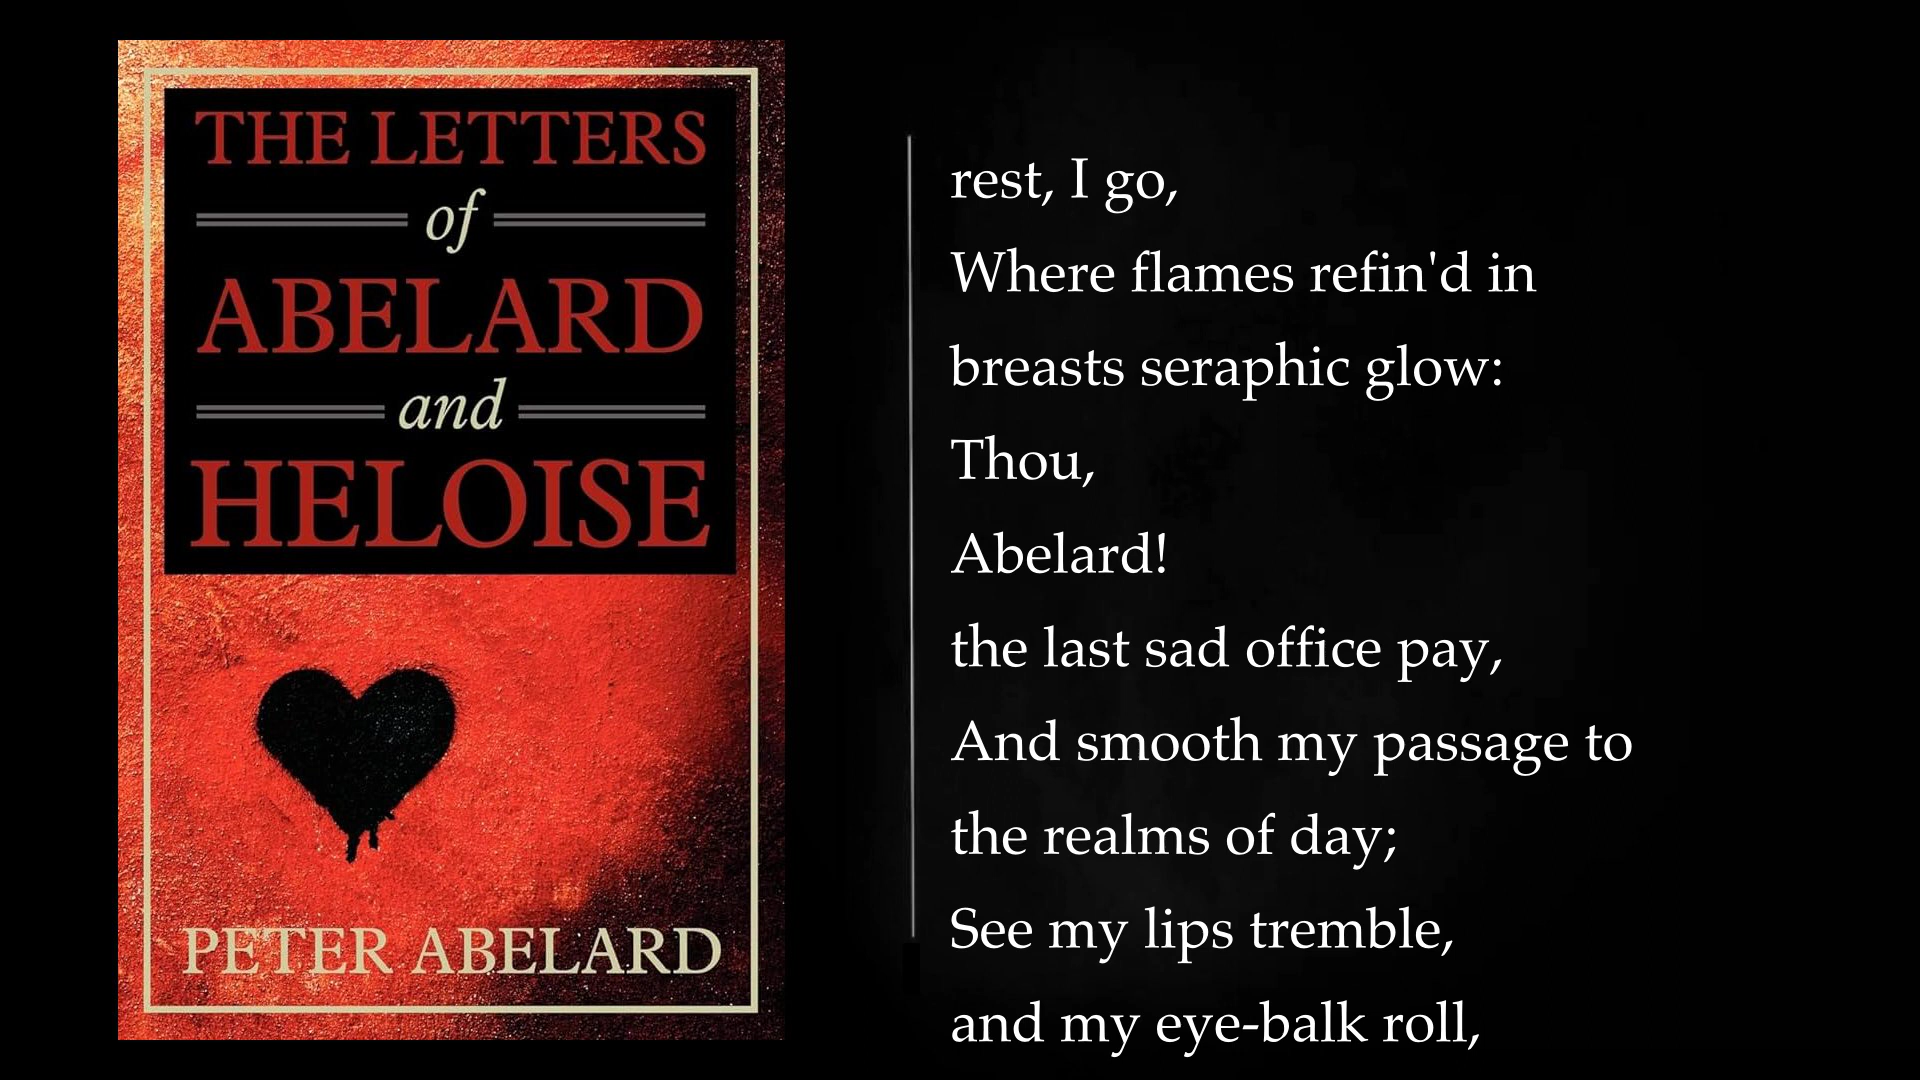 THE LETTERS
of
ABELARD
and
HELOISE
PETER ABELARD
rest, I go,
Where flames refin'd in
breasts seraphic glow:
Thou,
Abelard!
the last sad office pay,
And smooth my passage to
the realms of day;
See my lips tremble,
and my eye-balk roll,